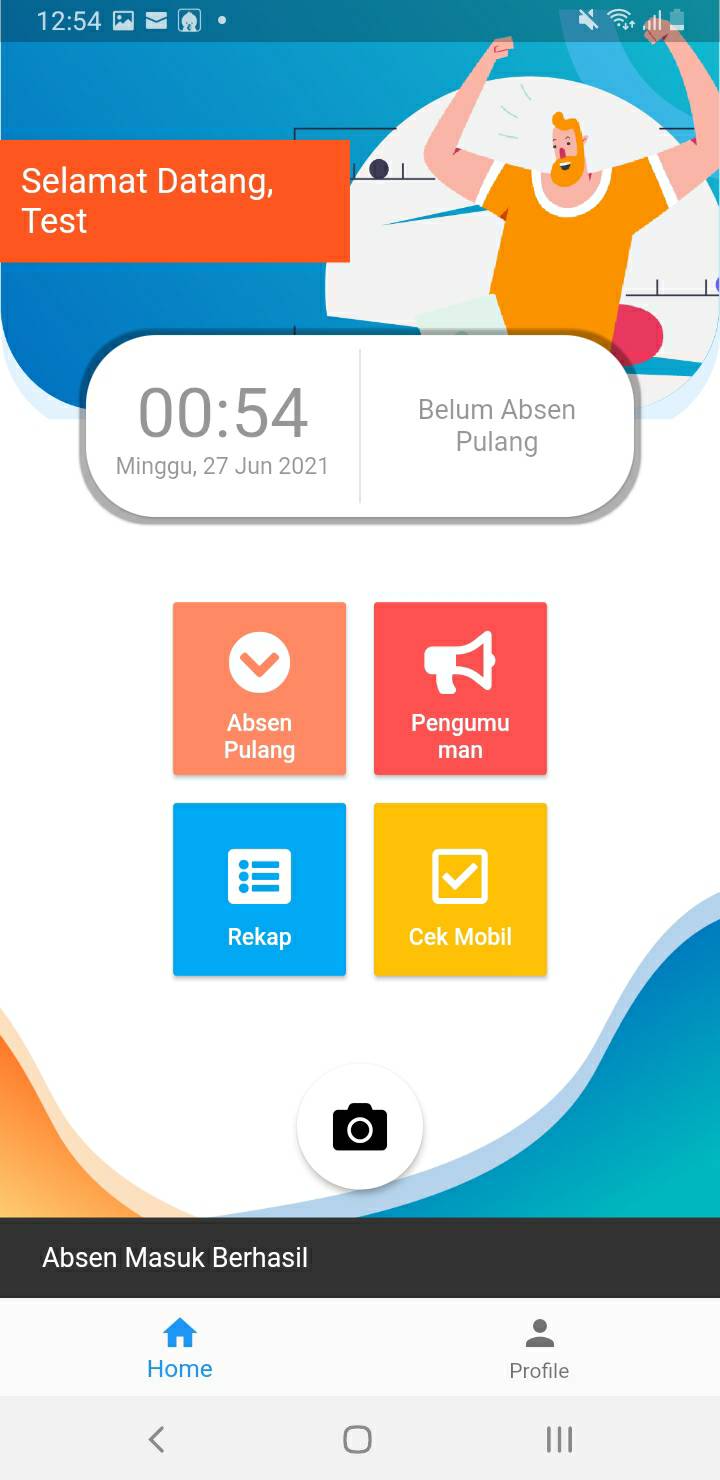 12:54
Selamat Datang,
Test
00:54
Minggu, 27 Jun 2021
Belum Absen
Pulang
Absen
Pulang
Pengumu
man
Rekap
Cek Mobil
Absen Masuk Berhasil
Home
Profile